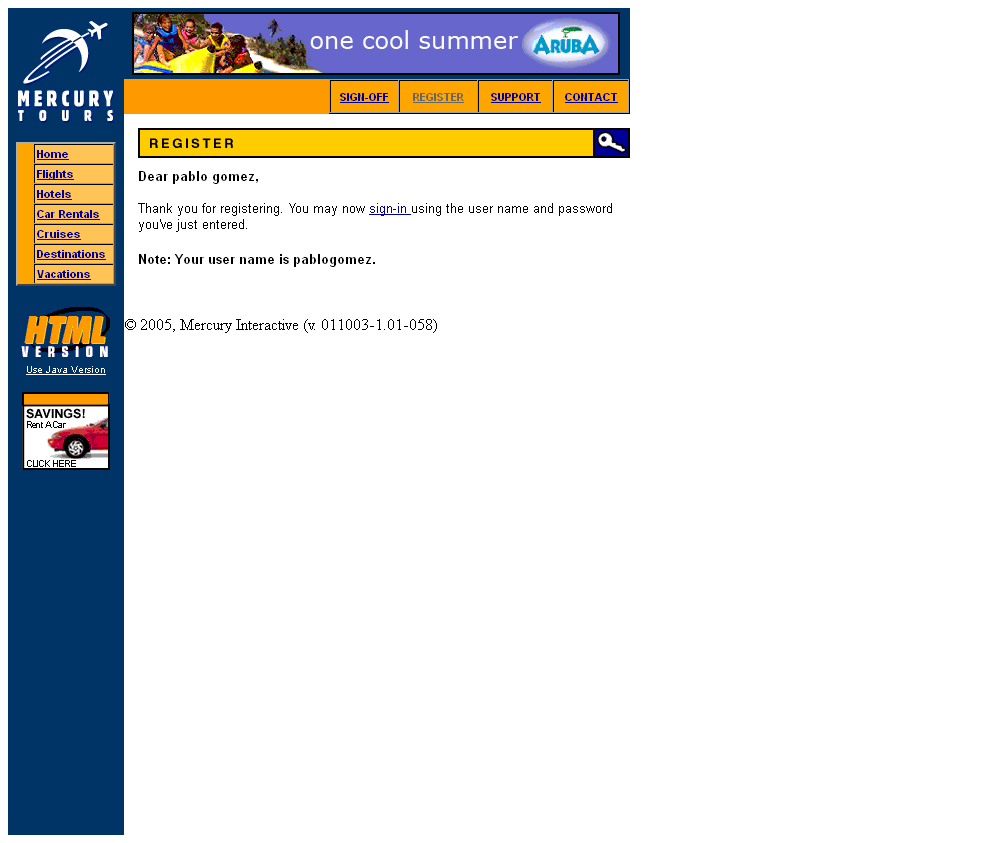 MERCURY
TOURS
one cool summer
ARUBA
SIGN-OFF
REGISTER
SUPPORT
CONTACT
Home
Flights
Hotels
Car Rentals
Cruises
Destinations
Vacations
HTML
VERSION
Use Java Version
SAVINGS!
Rent A Car
CLICK HERE
REGISTER
Dear pablo gomez,
Thank you for registering. You may now sign-in using the user name and password
you've just entered.
Note: Your user name is pablogomez.
© 2005, Mercury Interactive (v. 011003-1.01-058)